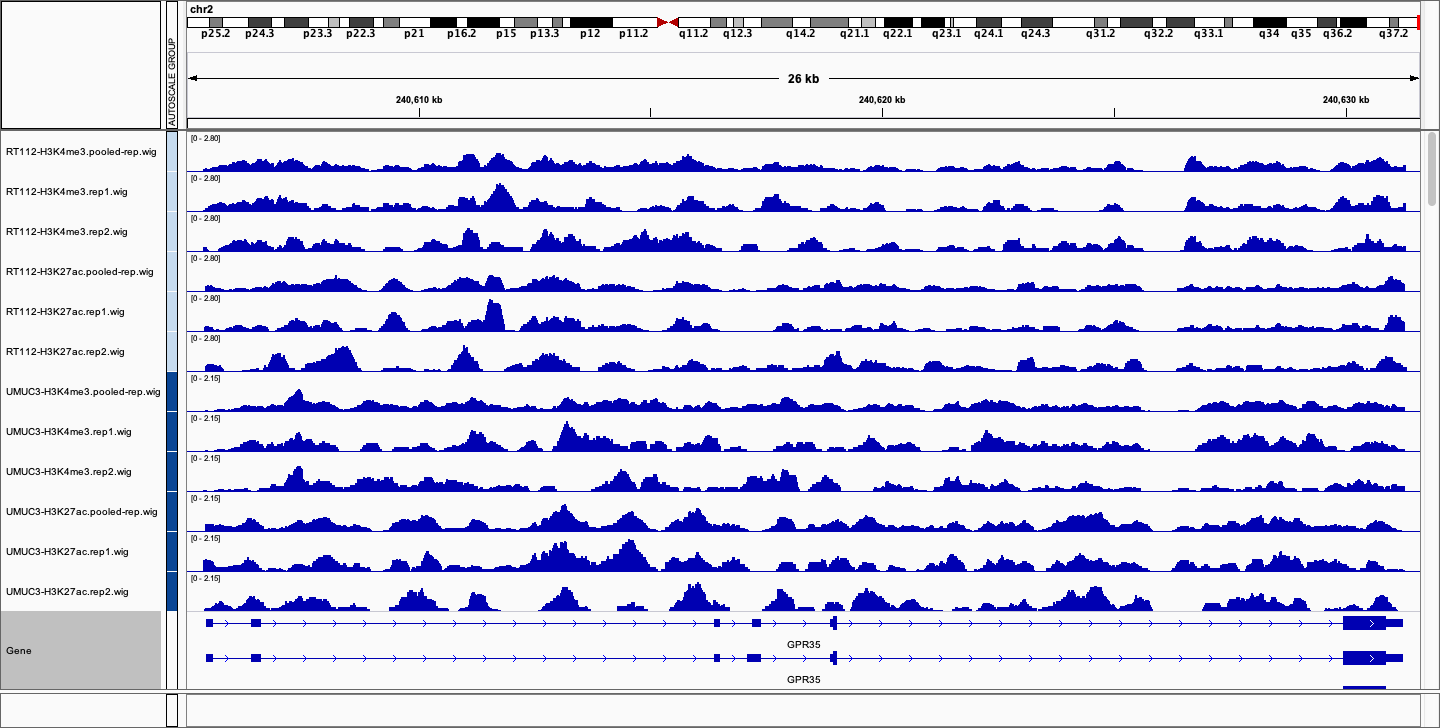 chr2
p25.2 p24.3 p23.3 p22.3 p21 p16.2 p15 p13.3 p12 p11.2 q11.2 q12.3 q14.2 q21.1 q22.1 q23.1 q24.1 q24.3 q31.2 q32.2 q33.1 q34 q35 q36.2 q37.2
26 kb
240,610 kb 240,620 kb 240,630 kb
AUTOSCALE GROUP
[0 - 2.80]
RT112-H3K4me3.pooled-rep.wig
[0 - 2.80]
RT112-H3K4me3.rep1.wig
[0 - 2.80]
RT112-H3K4me3.rep2.wig
[0 - 2.80]
RT112-H3K27ac.pooled-rep.wig
[0 - 2.80]
RT112-H3K27ac.rep1.wig
[0 - 2.80]
RT112-H3K27ac.rep2.wig
[0 - 2.15]
UMUC3-H3K4me3.pooled-rep.wig
[0 - 2.15]
UMUC3-H3K4me3.rep1.wig
[0 - 2.15]
UMUC3-H3K4me3.rep2.wig
[0 - 2.15]
UMUC3-H3K27ac.pooled-rep.wig
[0 - 2.15]
UMUC3-H3K27ac.rep1.wig
[0 - 2.15]
UMUC3-H3K27ac.rep2.wig
GPR35
Gene
GPR35